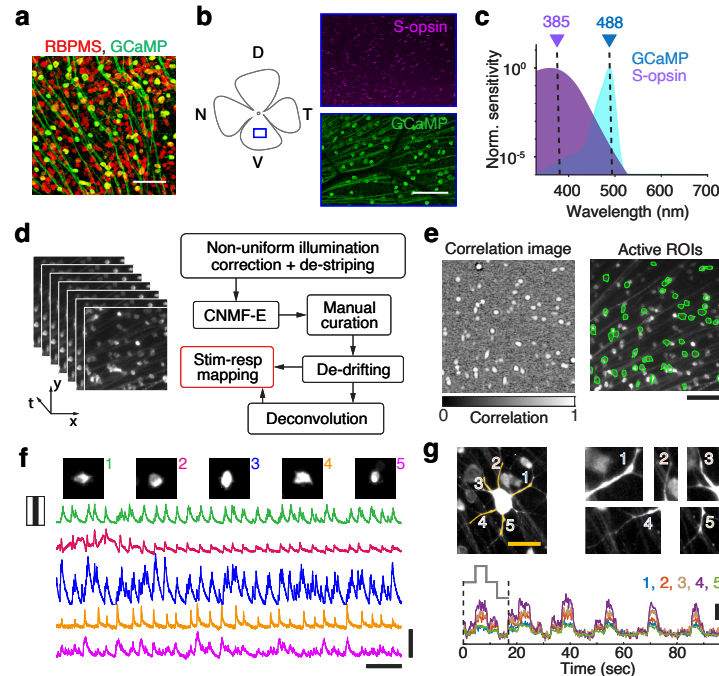 a
RBPMS, GCaMP
b
D
N
T
V
S-opsin
GCaMP
c
385
488
GCaMP
S-opsin
Norm. sensitivity
10⁰
10⁻⁵
400
500
600
700
Wavelength (nm)
d
Non-uniform illumination
correction + de-striping
CNMF-E
Manual
curation
Stim-resp
mapping
De-drifting
Deconvolution
y
t
x
e
Correlation image
Active ROIs
0
1
Correlation
f
1
2
3
4
5
g
2
1
3
4
5
1
2
3
4
5
1, 2, 3, 4, 5
0
20
40
60
80
Time (sec)